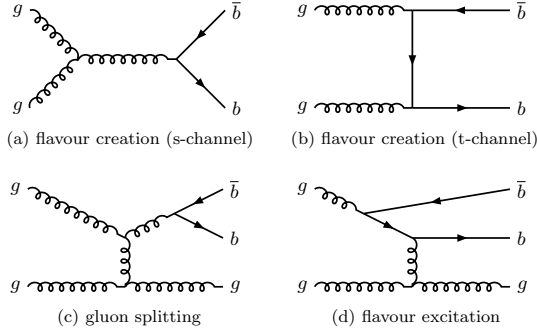 g b̅ g b̅
g b g b
(a) flavour creation (s-channel) (b) flavour creation (t-channel)
g b̅ g b̅
b b
g g g g
(c) gluon splitting (d) flavour excitation